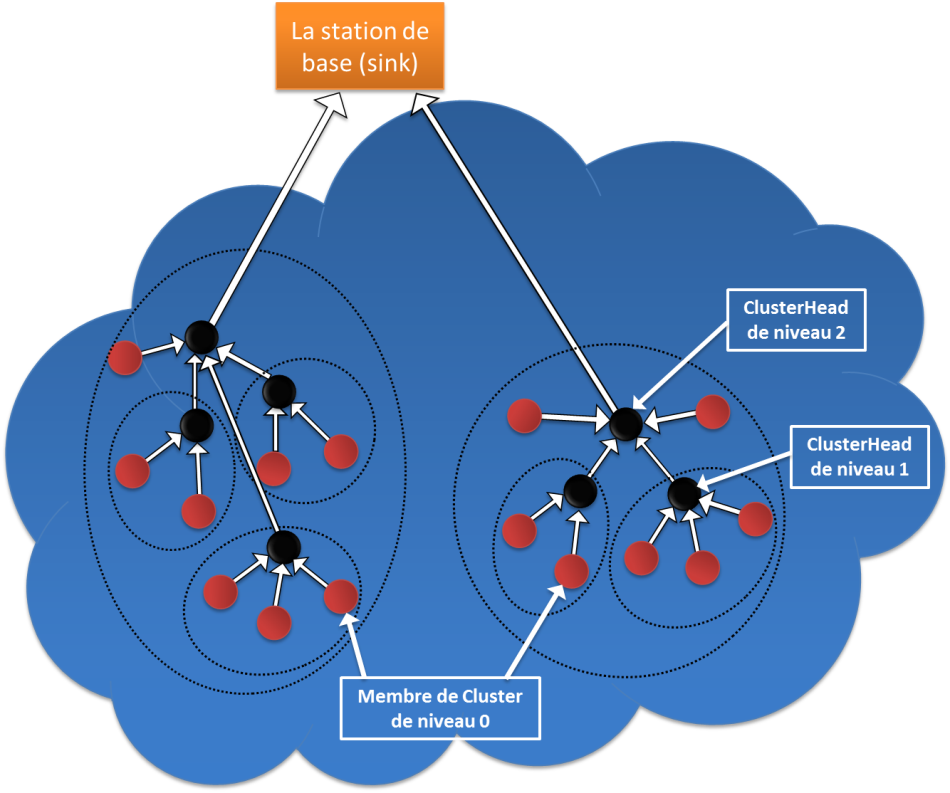 La station de
base (sink)
ClusterHead
de niveau 2
ClusterHead
de niveau 1
Membre de Cluster
de niveau 0